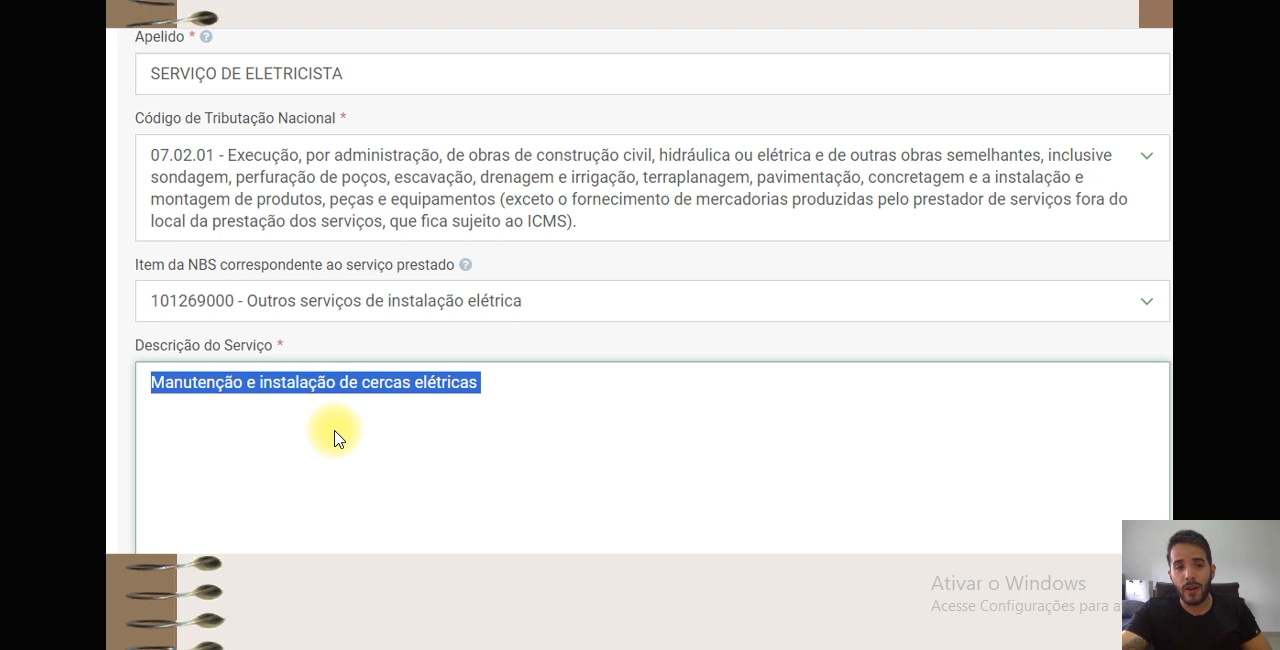 Apelido *
SERVIÇO DE ELETRICISTA
Código de Tributação Nacional *
07.02.01 - Execução, por administração, de obras de construção civil, hidráulica ou elétrica e de outras obras semelhantes, inclusive
sondagem, perfuração de poços, escavação, drenagem e irrigação, terraplanagem, pavimentação, concretagem e a instalação e
montagem de produtos, peças e equipamentos (exceto o fornecimento de mercadorias produzidas pelo prestador de serviços fora do
local da prestação dos serviços, que fica sujeito ao ICMS).
Item da NBS correspondente ao serviço prestado
101269000 - Outros serviços de instalação elétrica
Descrição do Serviço *
Manutenção e instalação de cercas elétricas
Ativar o Windows
Acesse Configurações para a